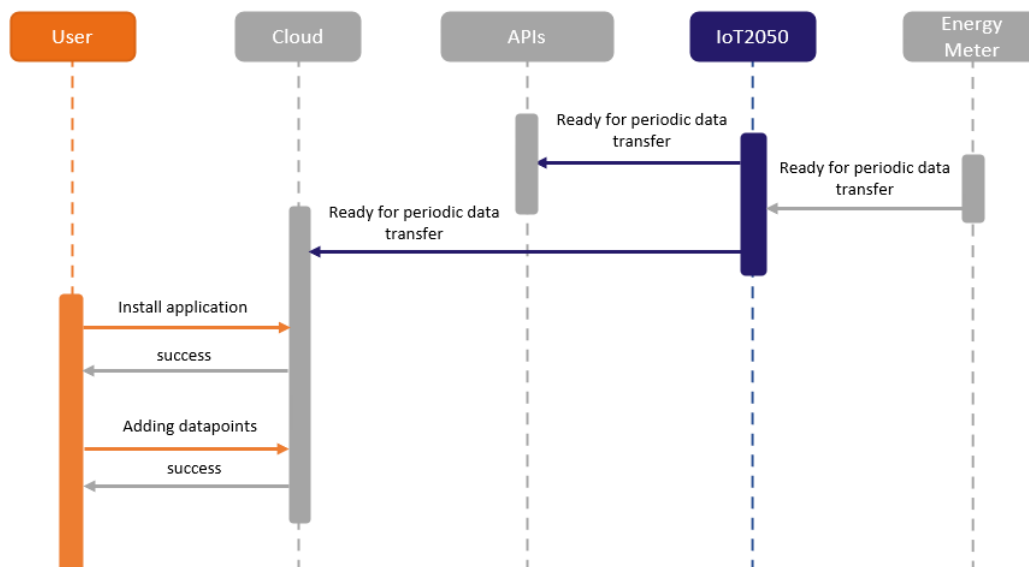 User
Cloud
APIs
IoT2050
Energy
Meter
Ready for periodic data
transfer
Ready for periodic data
transfer
Ready for periodic data
transfer
Install application
success
Adding datapoints
success